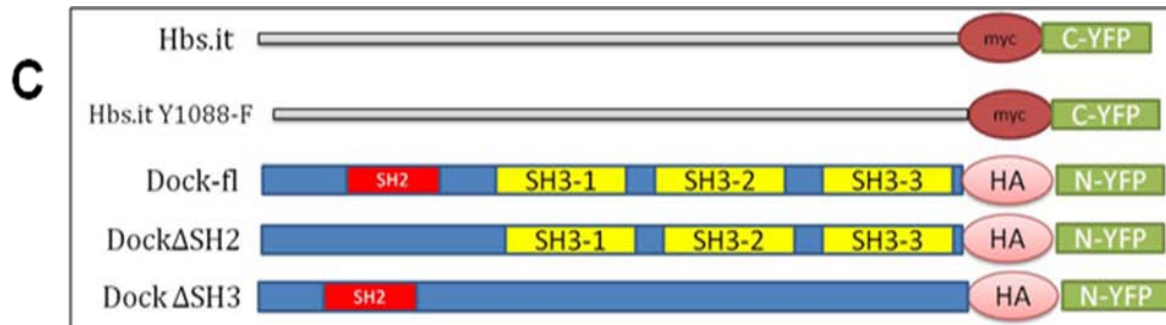 C
Hbs.it myc C-YFP
Hbs.it Y1088-F myc C-YFP
Dock-fl SH2 SH3-1 SH3-2 SH3-3 HA N-YFP
DockΔSH2 SH3-1 SH3-2 SH3-3 HA N-YFP
Dock ΔSH3 SH2 HA N-YFP